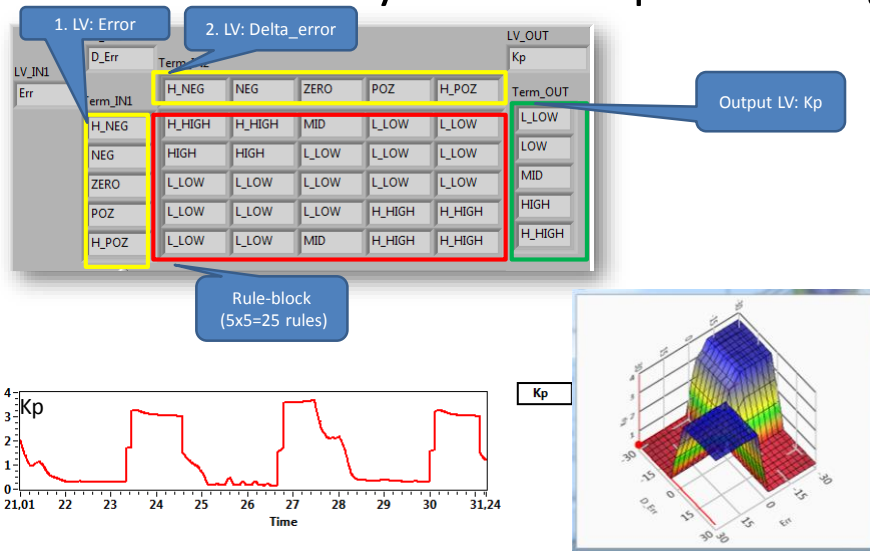 1. LV: Error
2. LV: Delta_error
LV_OUT
D_Err
Kp
LV_IN1
Err
Term_IN1
H_NEG NEG ZERO POZ H_POZ
Term_OUT
Output LV: Kp
H_NEG H_HIGH H_HIGH MID L_LOW L_LOW L_LOW
NEG HIGH HIGH L_LOW L_LOW L_LOW LOW
ZERO L_LOW L_LOW L_LOW L_LOW L_LOW MID
POZ L_LOW L_LOW L_LOW H_HIGH H_HIGH HIGH
H_POZ L_LOW L_LOW MID H_HIGH H_HIGH H_HIGH
Rule-block
(5x5=25 rules)
Kp
4
3
2
1
0
21,01 22 23 24 25 26 27 28 29 30 31,24
Time
Kp
-30
-15
0
15
30
D_Err
30
15
0
-15
-30
Err